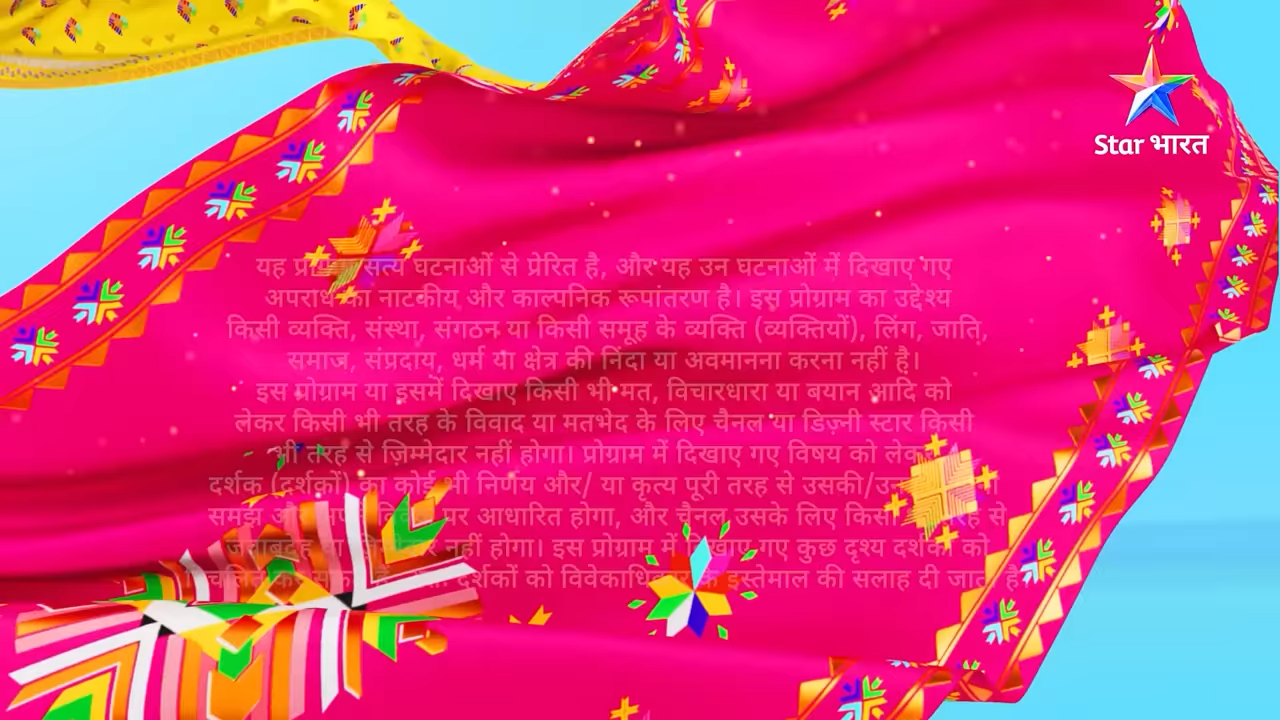 Star भारत
यह सत्य घटनाओं से प्रेरित है, और यह उन घटनाओं में दिखाए गए
अपराध का नाटकीय और काल्पनिक रूपांतरण है। इस प्रोग्राम का उद्देश्य
किसी व्यक्ति, संस्था, संगठन या किसी समूह के व्यक्ति (व्यक्तियों), लिंग, जाति,
समाज, संप्रदाय, धर्म या क्षेत्र की निंदा या अवमानना करना नहीं है।
इस प्रोग्राम या इसमें दिखाए किसी भी मत, विचारधारा या बयान आदि को
लेकर किसी भी तरह के विवाद या मतभेद के लिए चैनल या डिज़्नी स्टार किसी
भी तरह से जिम्मेदार नहीं होगा। प्रोग्राम में दिखाए गए विषय को
दर्शक (दर्शकों) का कोई भी निर्णय और/ या कृत्य पूरी तरह से
समझ पर आधारित होगा, और चैनल उसके लिए किसी से
नहीं होगा। इस प्रोग्राम में दिखाए गए कुछ दृश्य दर्शकों को
दर्शकों को इस्तेमाल की सलाह दी जाती